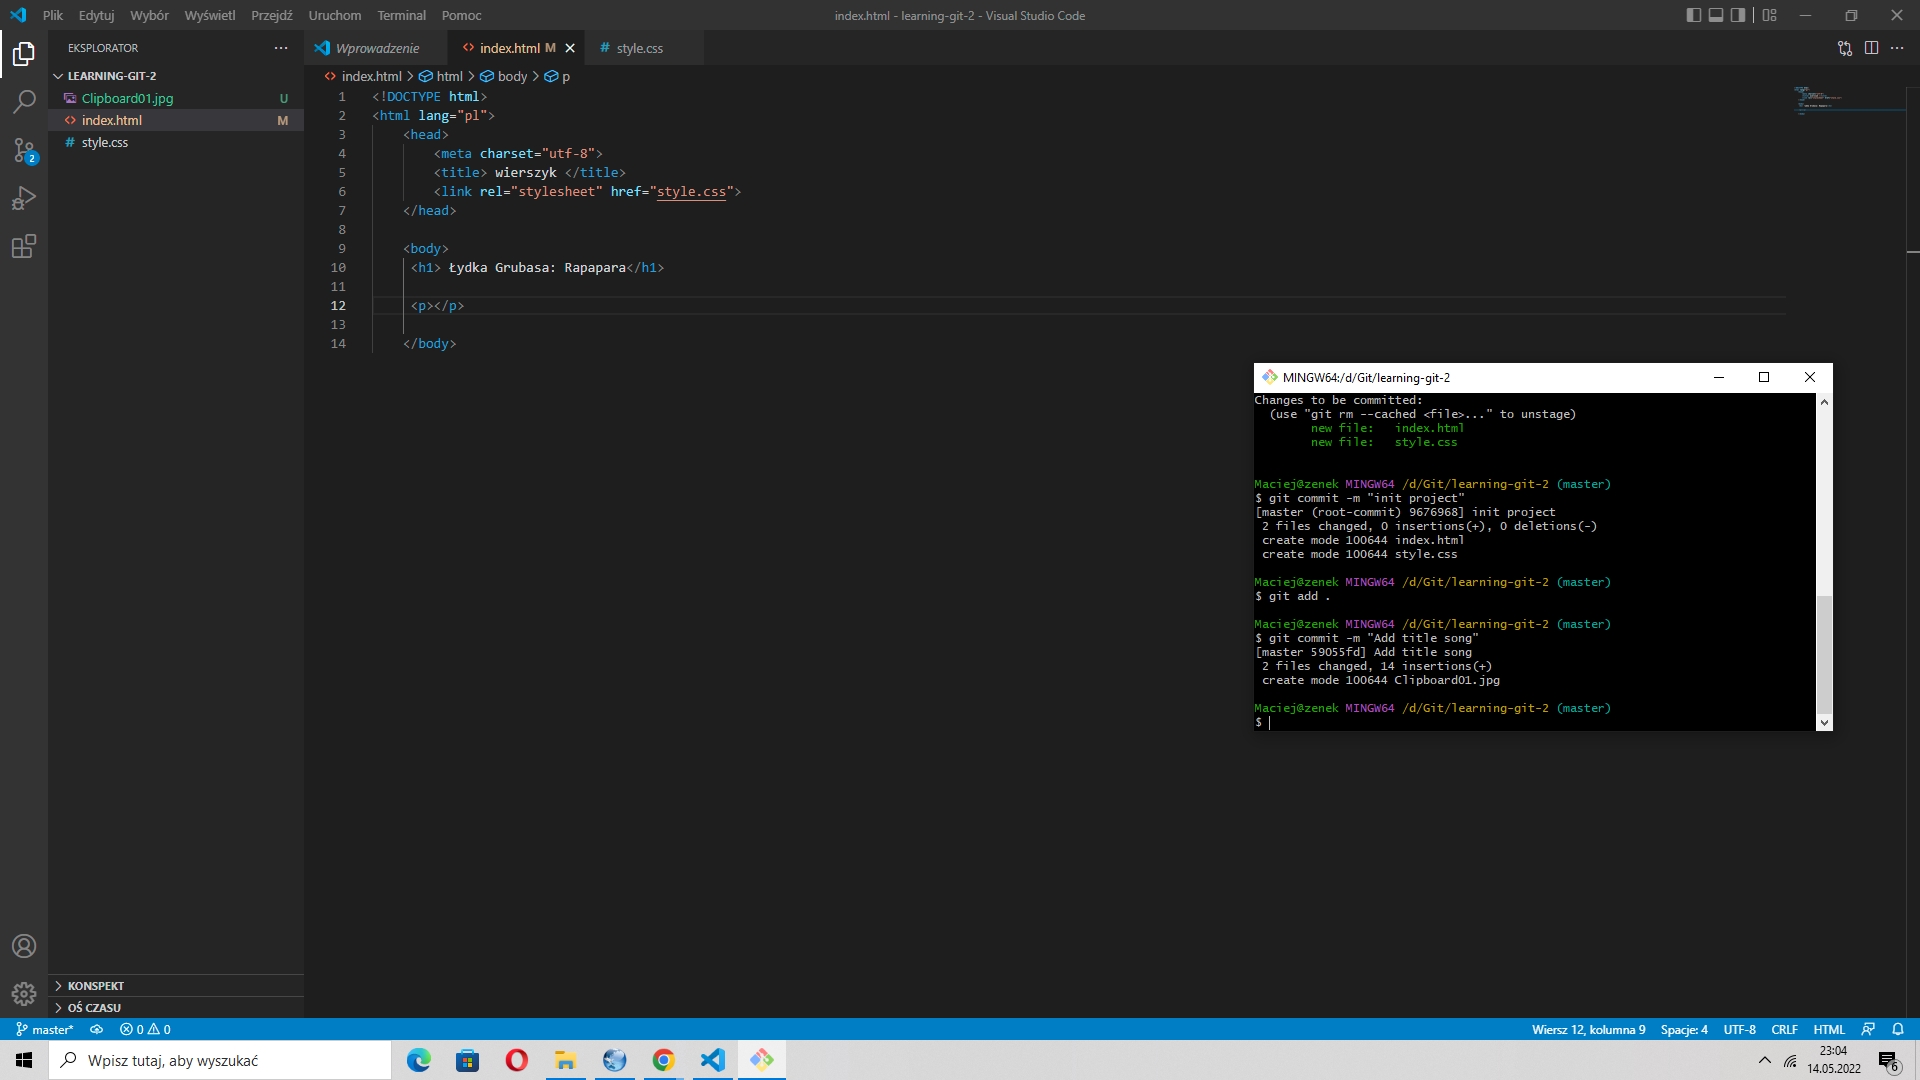 Plik Edytuj Wybór Wyświetl Przejdź Uruchom Terminal Pomoc
index.html - learning-git-2 - Visual Studio Code
EKSPLORATOR
LEARNING-GIT-2
Clipboard01.jpg U
index.html M
style.css
2
Wprowadzenie
index.html M
# style.css
index.html > html > body > p
1 <!DOCTYPE html>
2 <html lang="pl">
3 <head>
4 <meta charset="utf-8">
5 <title> wierszyk </title>
6 <link rel="stylesheet" href="style.css">
7 </head>
8
9 <body>
10 <h1> Łydka Grubasa: Rapapara</h1>
11
12 <p></p>
13
14 </body>
MINGW64:/d/Git/learning-git-2
Changes to be committed:
(use "git rm --cached <file>..." to unstage)
new file: index.html
new file: style.css
Maciej@zenek MINGW64 /d/Git/learning-git-2 (master)
$ git commit -m "init project"
[master (root-commit) 9676968] init project
2 files changed, 0 insertions(+), 0 deletions(-)
create mode 100644 index.html
create mode 100644 style.css
Maciej@zenek MINGW64 /d/Git/learning-git-2 (master)
$ git add .
Maciej@zenek MINGW64 /d/Git/learning-git-2 (master)
$ git commit -m "Add title song"
[master 59055fd] Add title song
2 files changed, 14 insertions(+)
create mode 100644 Clipboard01.jpg
Maciej@zenek MINGW64 /d/Git/learning-git-2 (master)
$
KONSPEKT
OŚ CZASU
master* 0 0
Wiersz 12, kolumna 9 Spacje: 4 UTF-8 CRLF HTML
Wpisz tutaj, aby wyszukać
23:04
14.05.2022
6